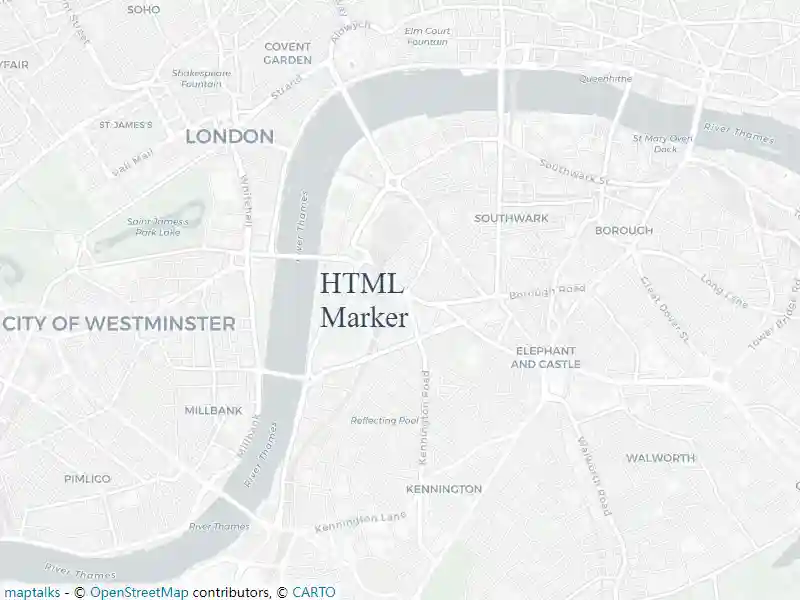 SOHO
Aldwych
Elm Court
Fountain
COVENT
GARDEN
Shakespeare
Fountain
Strand
Queenhithe
ST JAMES'S
LONDON
Pall Mall
St Mary Overy
Dock
River Thames
Southwark St
Whitehall
River Thames
Saint James's
Park Lake
SOUTHWARK
BOROUGH
HTML
Marker
Borough Road
Long Lane
Great Dover St
Tower Bridge Road
CITY OF WESTMINSTER
ELEPHANT
AND CASTLE
MILLBANK
Millbank
Reflecting Pool
Kennington Road
River Thames
WALWORTH
Walworth Road
PIMLICO
KENNINGTON
River Thames
Kennington Lane
River Thames
maptalks - © OpenStreetMap contributors, © CARTO